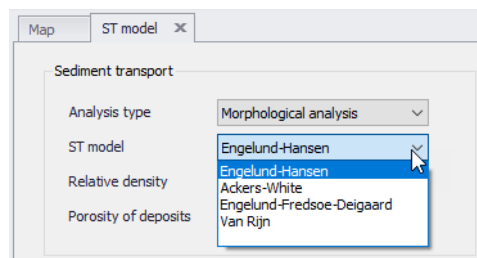 Map ST model
Sediment transport
Analysis type Morphological analysis
ST model Engelund-Hansen
Engelund-Hansen
Relative density Ackers-White
Engelund-Fredsoe-Deigaard
Porosity of deposits Van Rijn